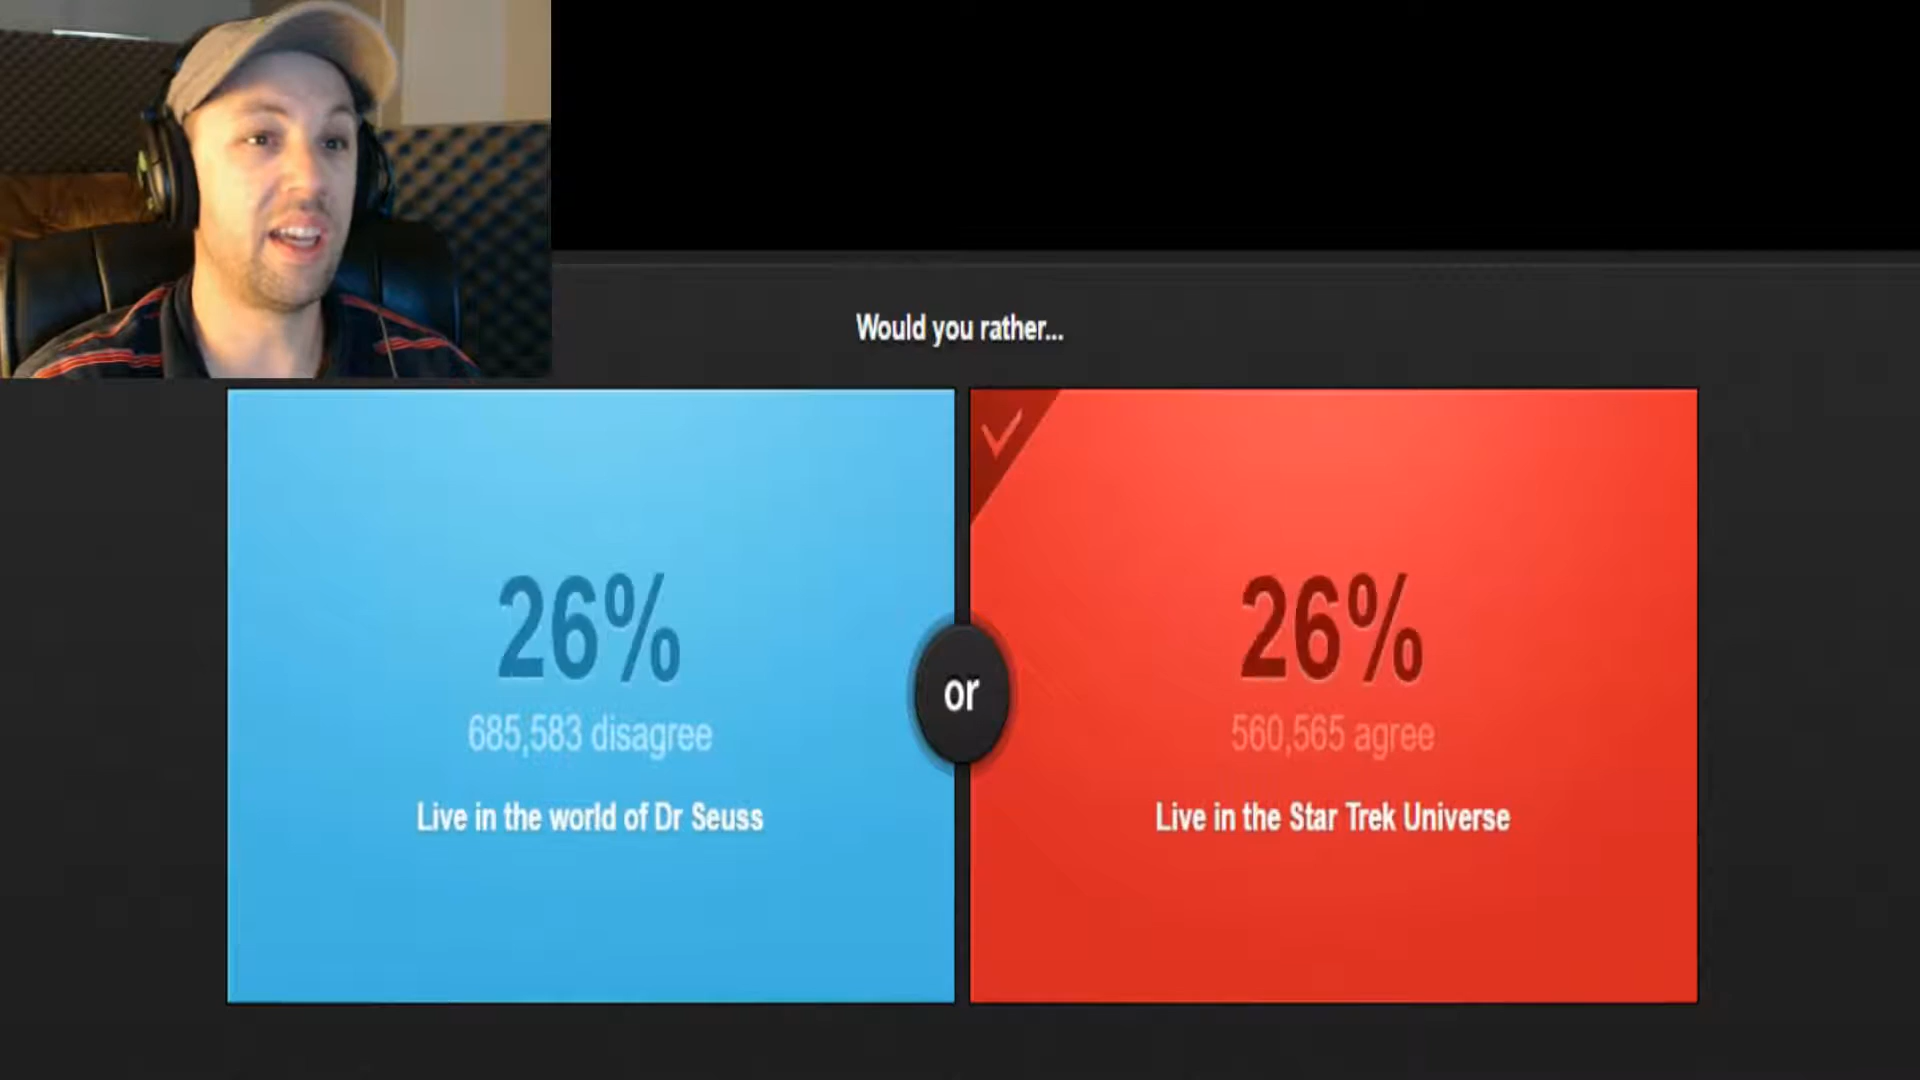 Would you rather...
26%
685,583 disagree
Live in the world of Dr Seuss
or
26%
560,565 agree
Live in the Star Trek Universe